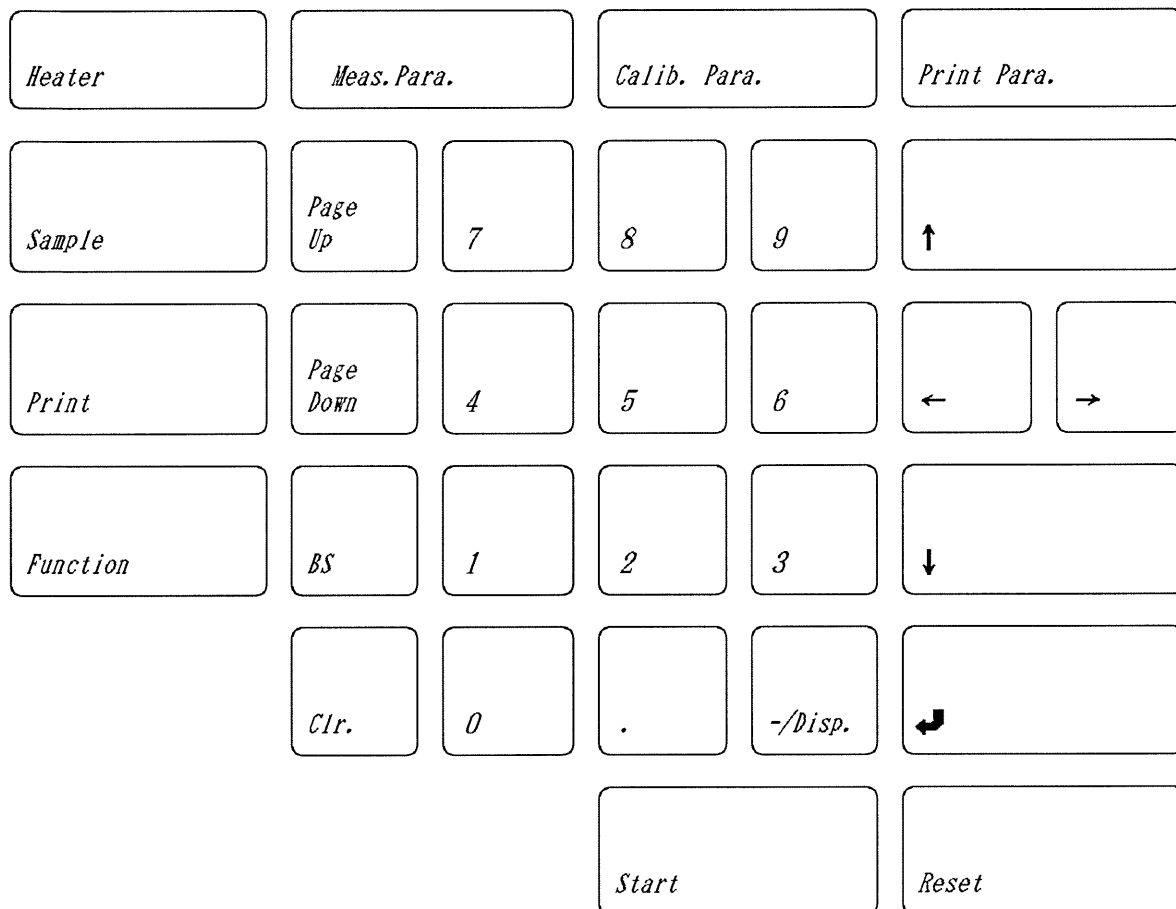 Heater
Meas.Para.
Calib. Para.
Print Para.
Sample
Page
Up
7
8
9
↑
Print
Page
Down
4
5
6
←
→
Function
BS
1
2
3
↓
Clr.
0
.
-/Disp.
↵
Start
Reset